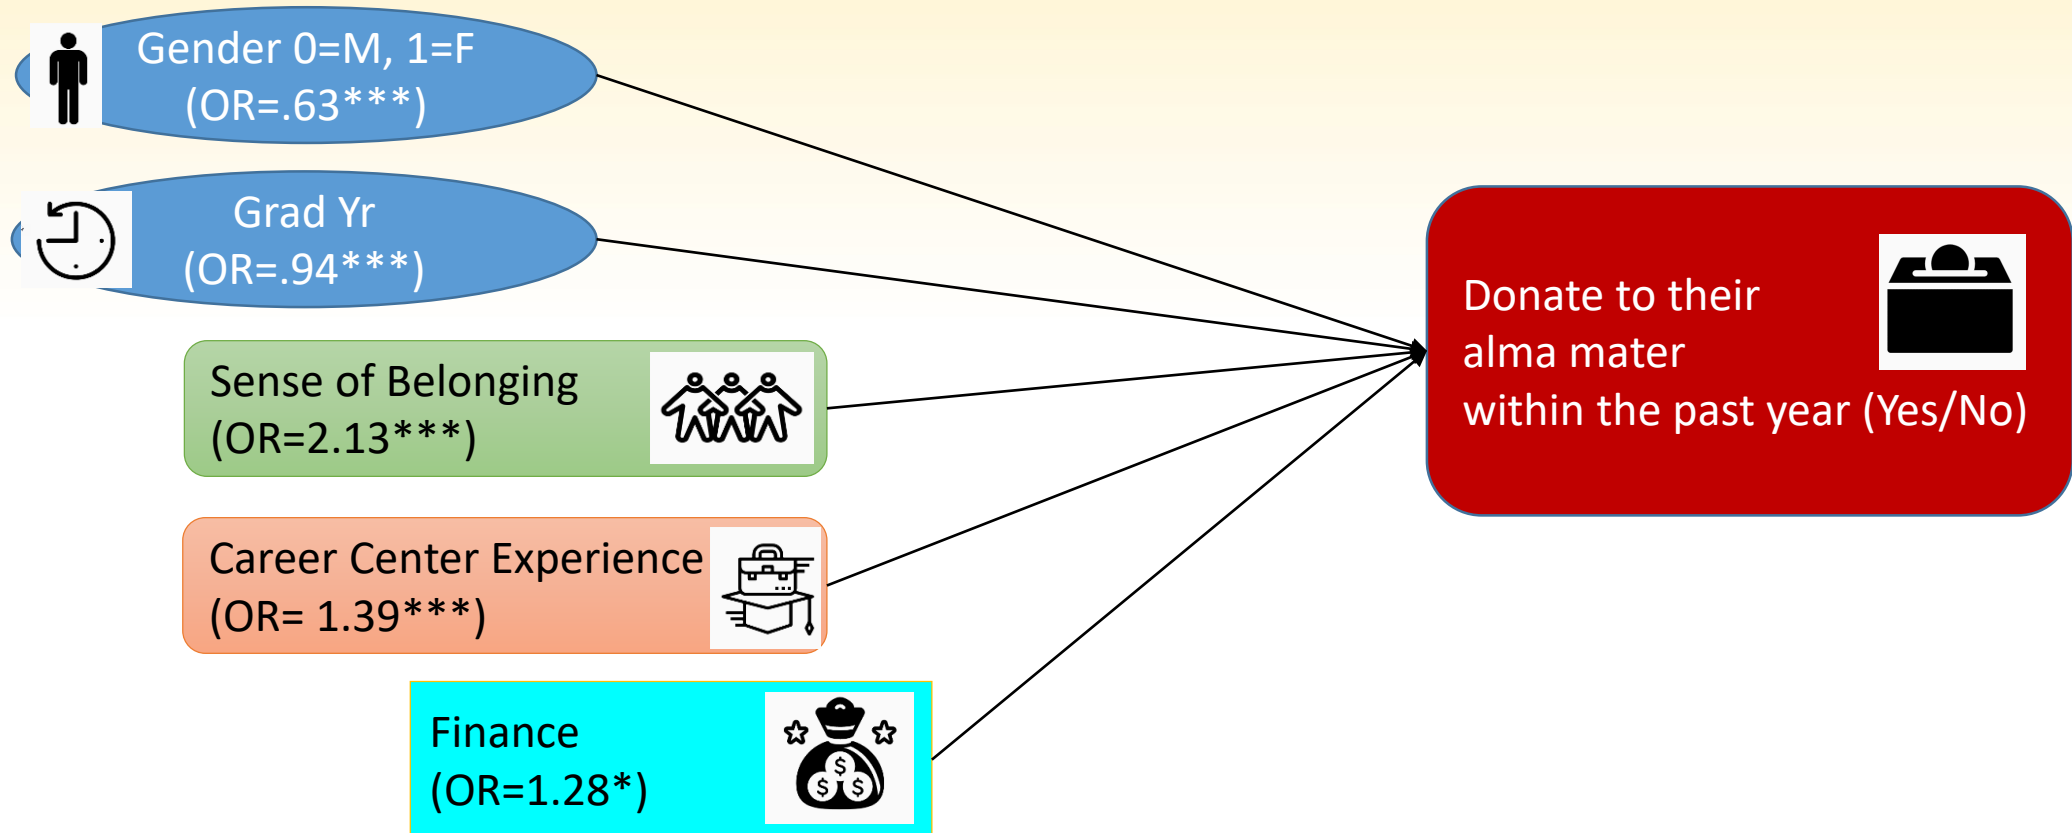 Gender 0=M, 1=F
(OR=.63***)
Grad Yr
(OR=.94***)
Sense of Belonging
(OR=2.13***)
Career Center Experience
(OR= 1.39***)
Finance
(OR=1.28*)
$
$ $
Donate to their
alma mater
within the past year (Yes/No)